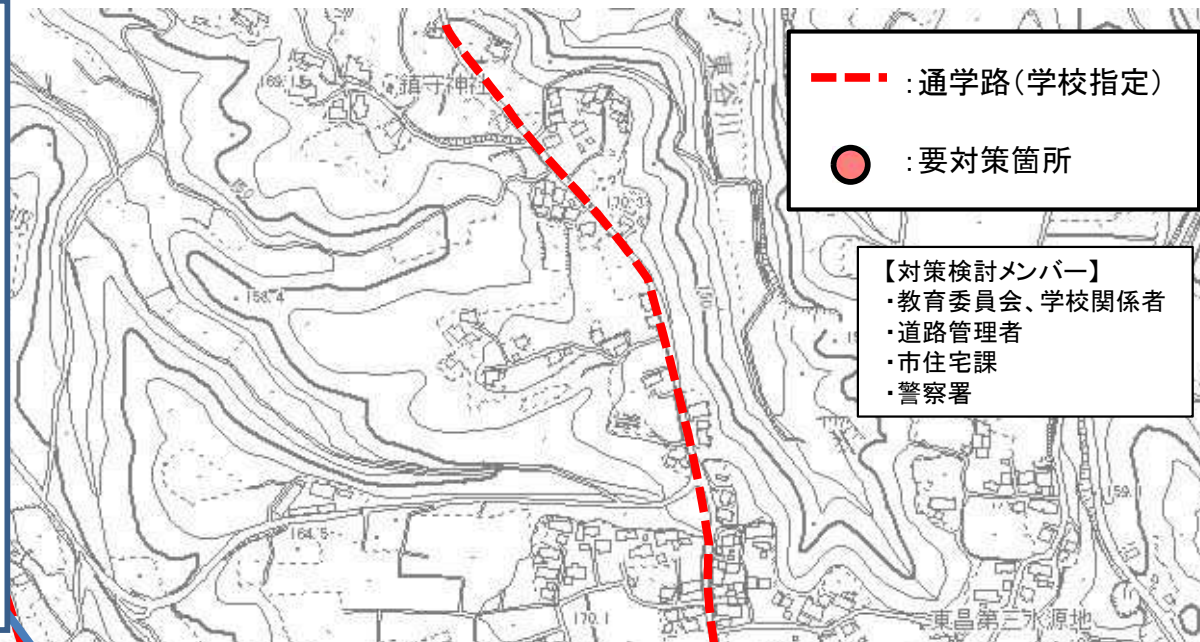 :通学路(学校指定)
:要対策箇所
【対策検討メンバー】
・教育委員会、学校関係者
・道路管理者
・市住宅課
・警察署
鎮守神社
東谷川
170.3
158.4
164.5
170.1
159.1
東昌第三水源地